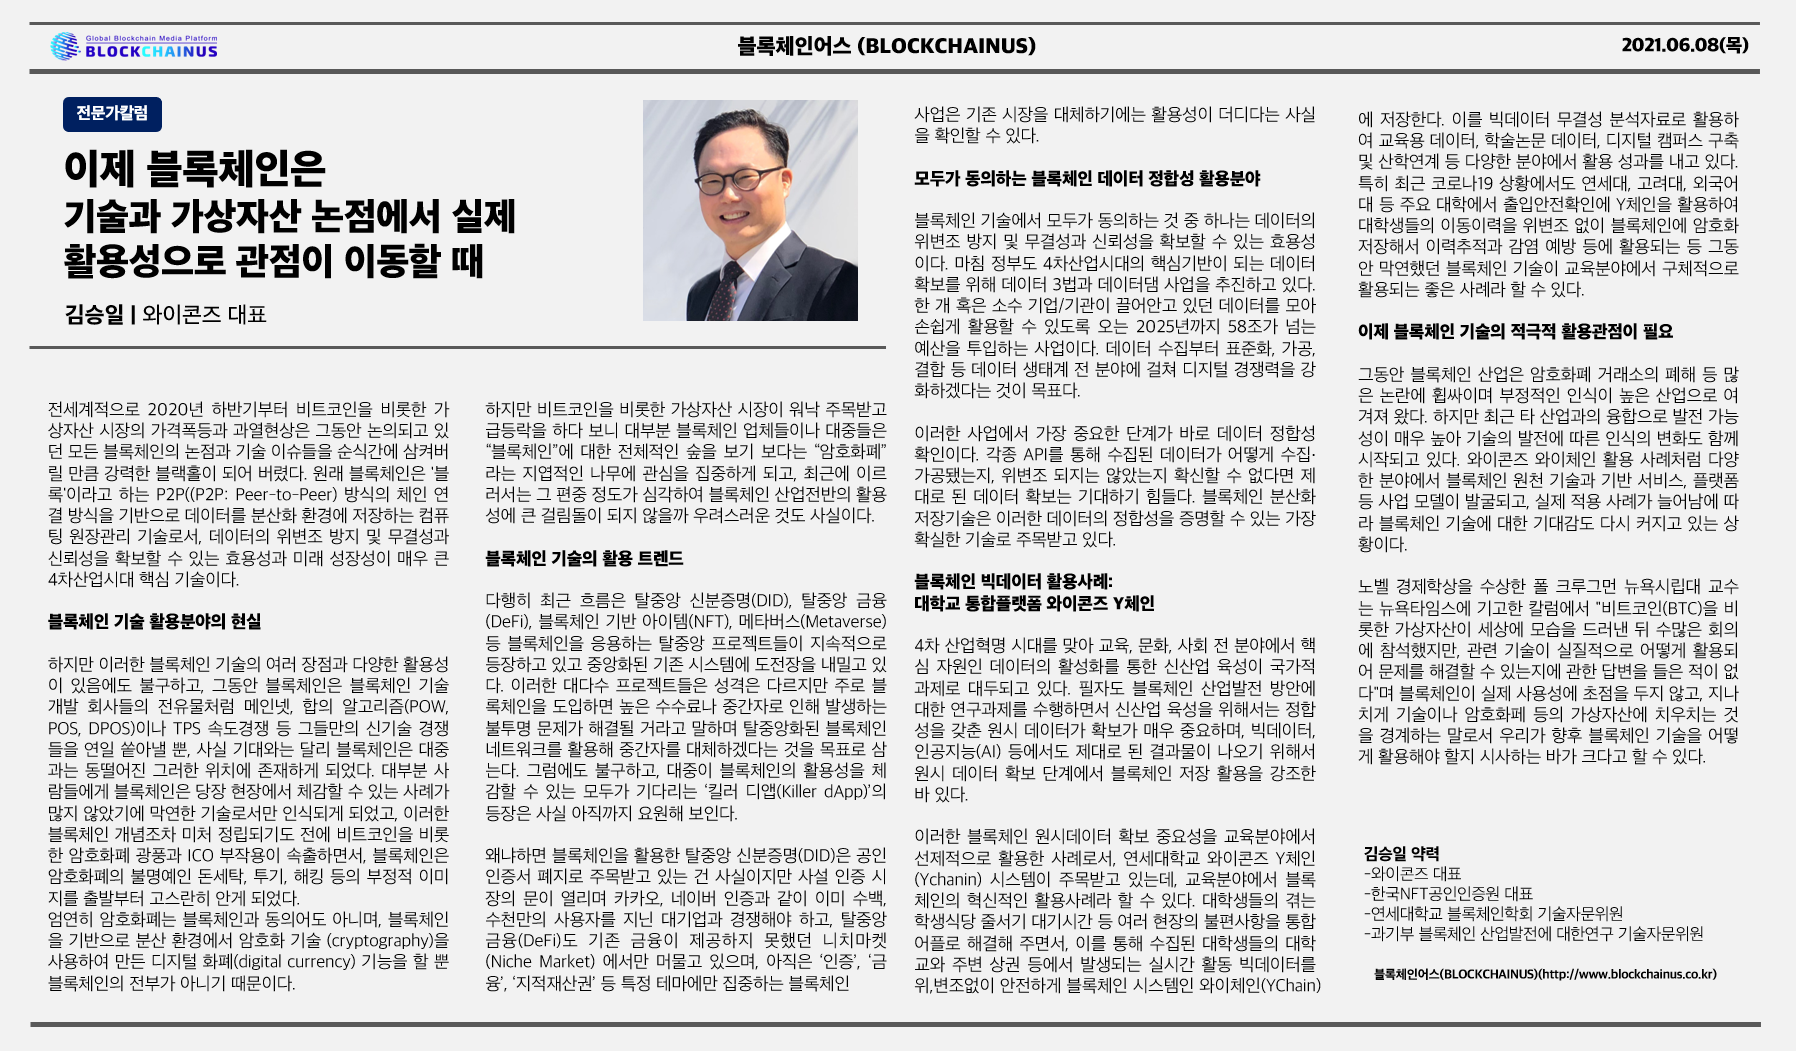 Global Blockchain Media Platform
BLOCKCHAINUS
블록체인어스 (BLOCKCHAINUS)
2021.06.08(목)
전문가칼럼
이제 블록체인은
기술과 가상자산 논점에서 실제
활용성으로 관점이 이동할 때
김승일 | 와이콘즈 대표
전세계적으로 2020년 하반기부터 비트코인을 비롯한 가
상자산 시장의 가격폭등과 과열현상은 그동안 논의되고 있
던 모든 블록체인의 논점과 기술 이슈들을 순식간에 삼켜버
릴 만큼 강력한 블랙홀이 되어 버렸다. 원래 블록체인은 '블
록'이라고 하는 P2P((P2P: Peer-to-Peer) 방식의 체인 연
결 방식을 기반으로 데이터를 분산화 환경에 저장하는 컴퓨
팅 원장관리 기술로서, 데이터의 위변조 방지 및 무결성과
신뢰성을 확보할 수 있는 효용성과 미래 성장성이 매우 큰
4차산업시대 핵심 기술이다.
블록체인 기술 활용분야의 현실
하지만 이러한 블록체인 기술의 여러 장점과 다양한 활용성
이 있음에도 불구하고, 그동안 블록체인은 블록체인 기술
개발 회사들의 전유물처럼 메인넷, 합의 알고리즘(POW,
POS, DPOS)이나 TPS 속도경쟁 등 그들만의 신기술 경쟁
들을 연일 쏟아낼 뿐, 사실 기대와는 달리 블록체인은 대중
과는 동떨어진 그러한 위치에 존재하게 되었다. 대부분 사
람들에게 블록체인은 당장 현장에서 체감할 수 있는 사례가
많지 않았기에 막연한 기술로서만 인식되게 되었고, 이러한
블록체인 개념조차 미처 정립되기도 전에 비트코인을 비롯
한 암호화폐 광풍과 ICO 부작용이 속출하면서, 블록체인은
암호화폐의 불명예인 돈세탁, 투기, 해킹 등의 부정적 이미
지를 출발부터 고스란히 안게 되었다.
엄연히 암호화폐는 블록체인과 동의어도 아니며, 블록체인
을 기반으로 분산 환경에서 암호화 기술 (cryptography)을
사용하여 만든 디지털 화폐(digital currency) 기능을 할 뿐
블록체인의 전부가 아니기 때문이다.
하지만 비트코인을 비롯한 가상자산 시장이 워낙 주목받고
급등락을 하다 보니 대부분 블록체인 업체들이나 대중들은
“블록체인”에 대한 전체적인 숲을 보기 보다는 “암호화폐”
라는 지엽적인 나무에 관심을 집중하게 되고, 최근에 이르
러서는 그 편중 정도가 심각하여 블록체인 산업전반의 활용
성에 큰 걸림돌이 되지 않을까 우려스러운 것도 사실이다.
블록체인 기술의 활용 트렌드
다행히 최근 흐름은 탈중앙 신분증명(DID), 탈중앙 금융
(DeFi), 블록체인 기반 아이템(NFT), 메타버스(Metaverse)
등 블록체인을 응용하는 탈중앙 프로젝트들이 지속적으로
등장하고 있고 중앙화된 기존 시스템에 도전장을 내밀고 있
다. 이러한 대다수 프로젝트들은 성격은 다르지만 주로 블
록체인을 도입하면 높은 수수료나 중간자로 인해 발생하는
불투명 문제가 해결될 거라고 말하며 탈중앙화된 블록체인
네트워크를 활용해 중간자를 대체하겠다는 것을 목표로 삼
는다. 그럼에도 불구하고, 대중이 블록체인의 활용성을 체
감할 수 있는 모두가 기다리는 ‘킬러 디앱(Killer dApp)’의
등장은 사실 아직까지 요원해 보인다.
왜냐하면 블록체인을 활용한 탈중앙 신분증명(DID)은 공인
인증서 폐지로 주목받고 있는 건 사실이지만 사설 인증 시
장의 문이 열리며 카카오, 네이버 인증과 같이 이미 수백,
수천만의 사용자를 지닌 대기업과 경쟁해야 하고, 탈중앙
금융(DeFi)도 기존 금융이 제공하지 못했던 니치마켓
(Niche Market) 에서만 머물고 있으며, 아직은 ‘인증’, ‘금
융’, ‘지적재산권’ 등 특정 테마에만 집중하는 블록체인
사업은 기존 시장을 대체하기에는 활용성이 더디다는 사실
을 확인할 수 있다.
모두가 동의하는 블록체인 데이터 정합성 활용분야
블록체인 기술에서 모두가 동의하는 것 중 하나는 데이터의
위변조 방지 및 무결성과 신뢰성을 확보할 수 있는 효용성
이다. 마침 정부도 4차산업시대의 핵심기반이 되는 데이터
확보를 위해 데이터 3법과 데이터댐 사업을 추진하고 있다.
한 개 혹은 소수 기업/기관이 끌어안고 있던 데이터를 모아
손쉽게 활용할 수 있도록 오는 2025년까지 58조가 넘는
예산을 투입하는 사업이다. 데이터 수집부터 표준화, 가공,
결합 등 데이터 생태계 전 분야에 걸쳐 디지털 경쟁력을 강
화하겠다는 것이 목표다.
이러한 사업에서 가장 중요한 단계가 바로 데이터 정합성
확인이다. 각종 API를 통해 수집된 데이터가 어떻게 수집·
가공됐는지, 위변조 되지는 않았는지 확신할 수 없다면 제
대로 된 데이터 확보는 기대하기 힘들다. 블록체인 분산화
저장기술은 이러한 데이터의 정합성을 증명할 수 있는 가장
확실한 기술로 주목받고 있다.
블록체인 빅데이터 활용사례:
대학교 통합플랫폼 와이콘즈 Y체인
4차 산업혁명 시대를 맞아 교육, 문화, 사회 전 분야에서 핵
심 자원인 데이터의 활성화를 통한 신산업 육성이 국가적
과제로 대두되고 있다. 필자도 블록체인 산업발전 방안에
대한 연구과제를 수행하면서 신산업 육성을 위해서는 정합
성을 갖춘 원시 데이터가 확보가 매우 중요하며, 빅데이터,
인공지능(AI) 등에서도 제대로 된 결과물이 나오기 위해서
원시 데이터 확보 단계에서 블록체인 저장 활용을 강조한
바 있다.
이러한 블록체인 원시데이터 확보 중요성을 교육분야에서
선제적으로 활용한 사례로서, 연세대학교 와이콘즈 Y체인
(Ychanin) 시스템이 주목받고 있는데, 교육분야에서 블록
체인의 혁신적인 활용사례라 할 수 있다. 대학생들의 겪는
학생식당 줄서기 대기시간 등 여러 현장의 불편사항을 통합
어플로 해결해 주면서, 이를 통해 수집된 대학생들의 대학
교와 주변 상권 등에서 발생되는 실시간 활동 빅데이터를
위,변조없이 안전하게 블록체인 시스템인 와이체인(YChain)
에 저장한다. 이를 빅데이터 무결성 분석자료로 활용하
여 교육용 데이터, 학술논문 데이터, 디지털 캠퍼스 구축
및 산학연계 등 다양한 분야에서 활용 성과를 내고 있다.
특히 최근 코로나19 상황에서도 연세대, 고려대, 외국어
대 등 주요 대학에서 출입안전확인에 Y체인을 활용하여
대학생들의 이동이력을 위변조 없이 블록체인에 암호화
저장해서 이력추적과 감염 예방 등에 활용되는 등 그동
안 막연했던 블록체인 기술이 교육분야에서 구체적으로
활용되는 좋은 사례라 할 수 있다.
이제 블록체인 기술의 적극적 활용관점이 필요
그동안 블록체인 산업은 암호화폐 거래소의 폐해 등 많
은 논란에 휩싸이며 부정적인 인식이 높은 산업으로 여
겨져 왔다. 하지만 최근 타 산업과의 융합으로 발전 가능
성이 매우 높아 기술의 발전에 따른 인식의 변화도 함께
시작되고 있다. 와이콘즈 와이체인 활용 사례처럼 다양
한 분야에서 블록체인 원천 기술과 기반 서비스, 플랫폼
등 사업 모델이 발굴되고, 실제 적용 사례가 늘어남에 따
라 블록체인 기술에 대한 기대감도 다시 커지고 있는 상
황이다.
노벨 경제학상을 수상한 폴 크루그먼 뉴욕시립대 교수
는 뉴욕타임스에 기고한 칼럼에서 "비트코인(BTC)을 비
롯한 가상자산이 세상에 모습을 드러낸 뒤 수많은 회의
에 참석했지만, 관련 기술이 실질적으로 어떻게 활용되
어 문제를 해결할 수 있는지에 관한 답변을 들은 적이 없
다"며 블록체인이 실제 사용성에 초점을 두지 않고, 지나
치게 기술이나 암호화페 등의 가상자산에 치우치는 것
을 경계하는 말로서 우리가 향후 블록체인 기술을 어떻
게 활용해야 할지 시사하는 바가 크다고 할 수 있다.
김승일 약력
-와이콘즈 대표
-한국NFT공인인증원 대표
-연세대학교 블록체인학회 기술자문위원
-과기부 블록체인 산업발전에 대한연구 기술자문위원
블록체인어스(BLOCKCHAINUS)(http://www.blockchainus.co.kr)